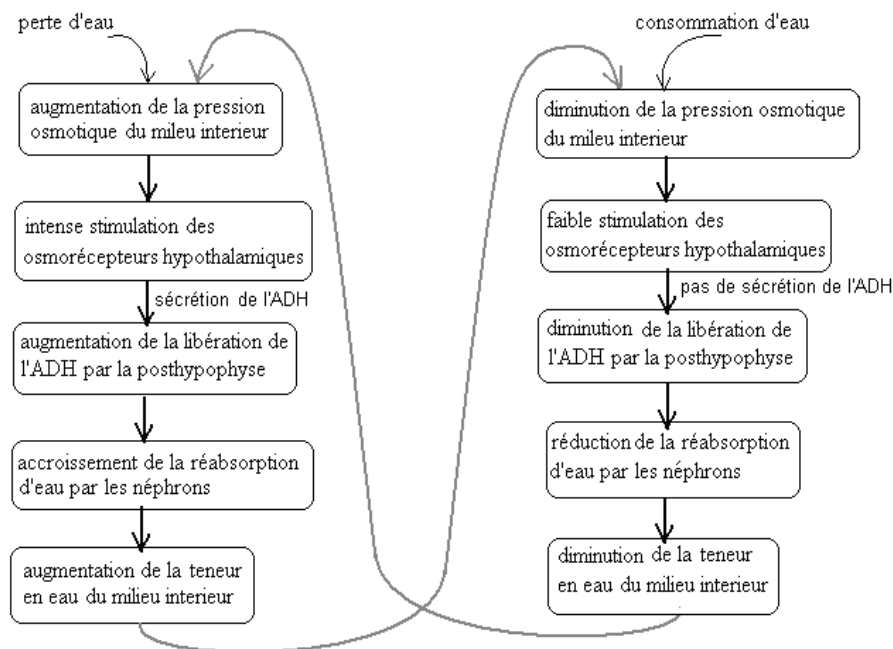 perte d'eau
augmentation de la pression
osmotique du mileu interieur
intense stimulation des
osmorécepteurs hypothalamiques
sécrétion de l'ADH
augmentation de la libération de
l'ADH par la posthypophyse
accroissement de la réabsorption
d'eau par les néphrons
augmentation de la teneur
en eau du milieu interieur
consommation d'eau
diminution de la pression osmotique
du mileu interieur
faible stimulation des
osmorécepteurs hypothalamiques
pas de sécrétion de l'ADH
diminution de la libération de
l'ADH par la posthypophyse
réduction de la réabsorption
d'eau par les néphrons
diminution de la teneur
en eau du milieu interieur